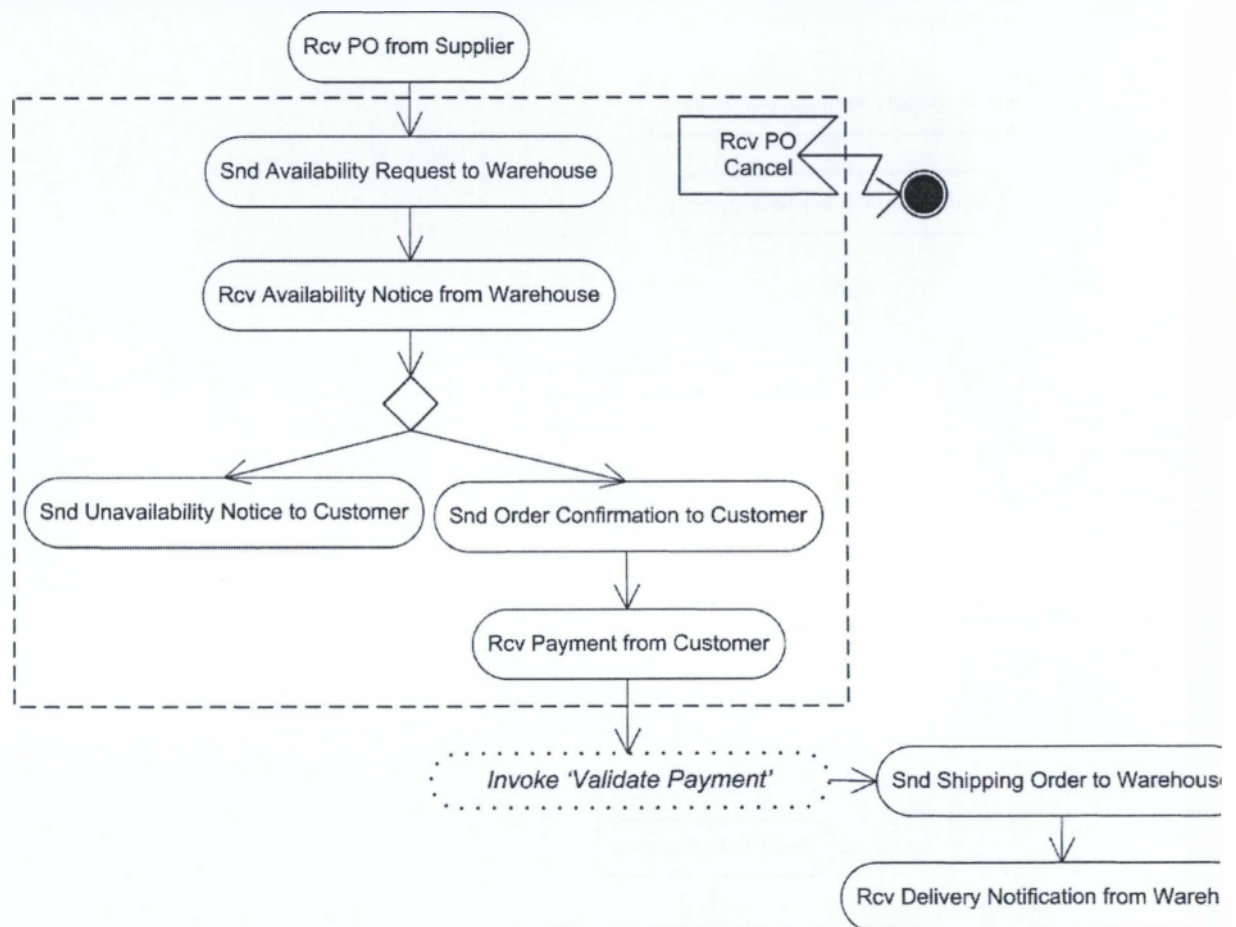 Rcv PO from Supplier
Rcv PO
Cancel
Snd Availability Request to Warehouse
Rcv Availability Notice from Warehouse
Snd Unavailability Notice to Customer
Snd Order Confirmation to Customer
Rcv Payment from Customer
Invoke ‘Validate Payment’
Snd Shipping Order to Warehouse
Rcv Delivery Notification from Wareh